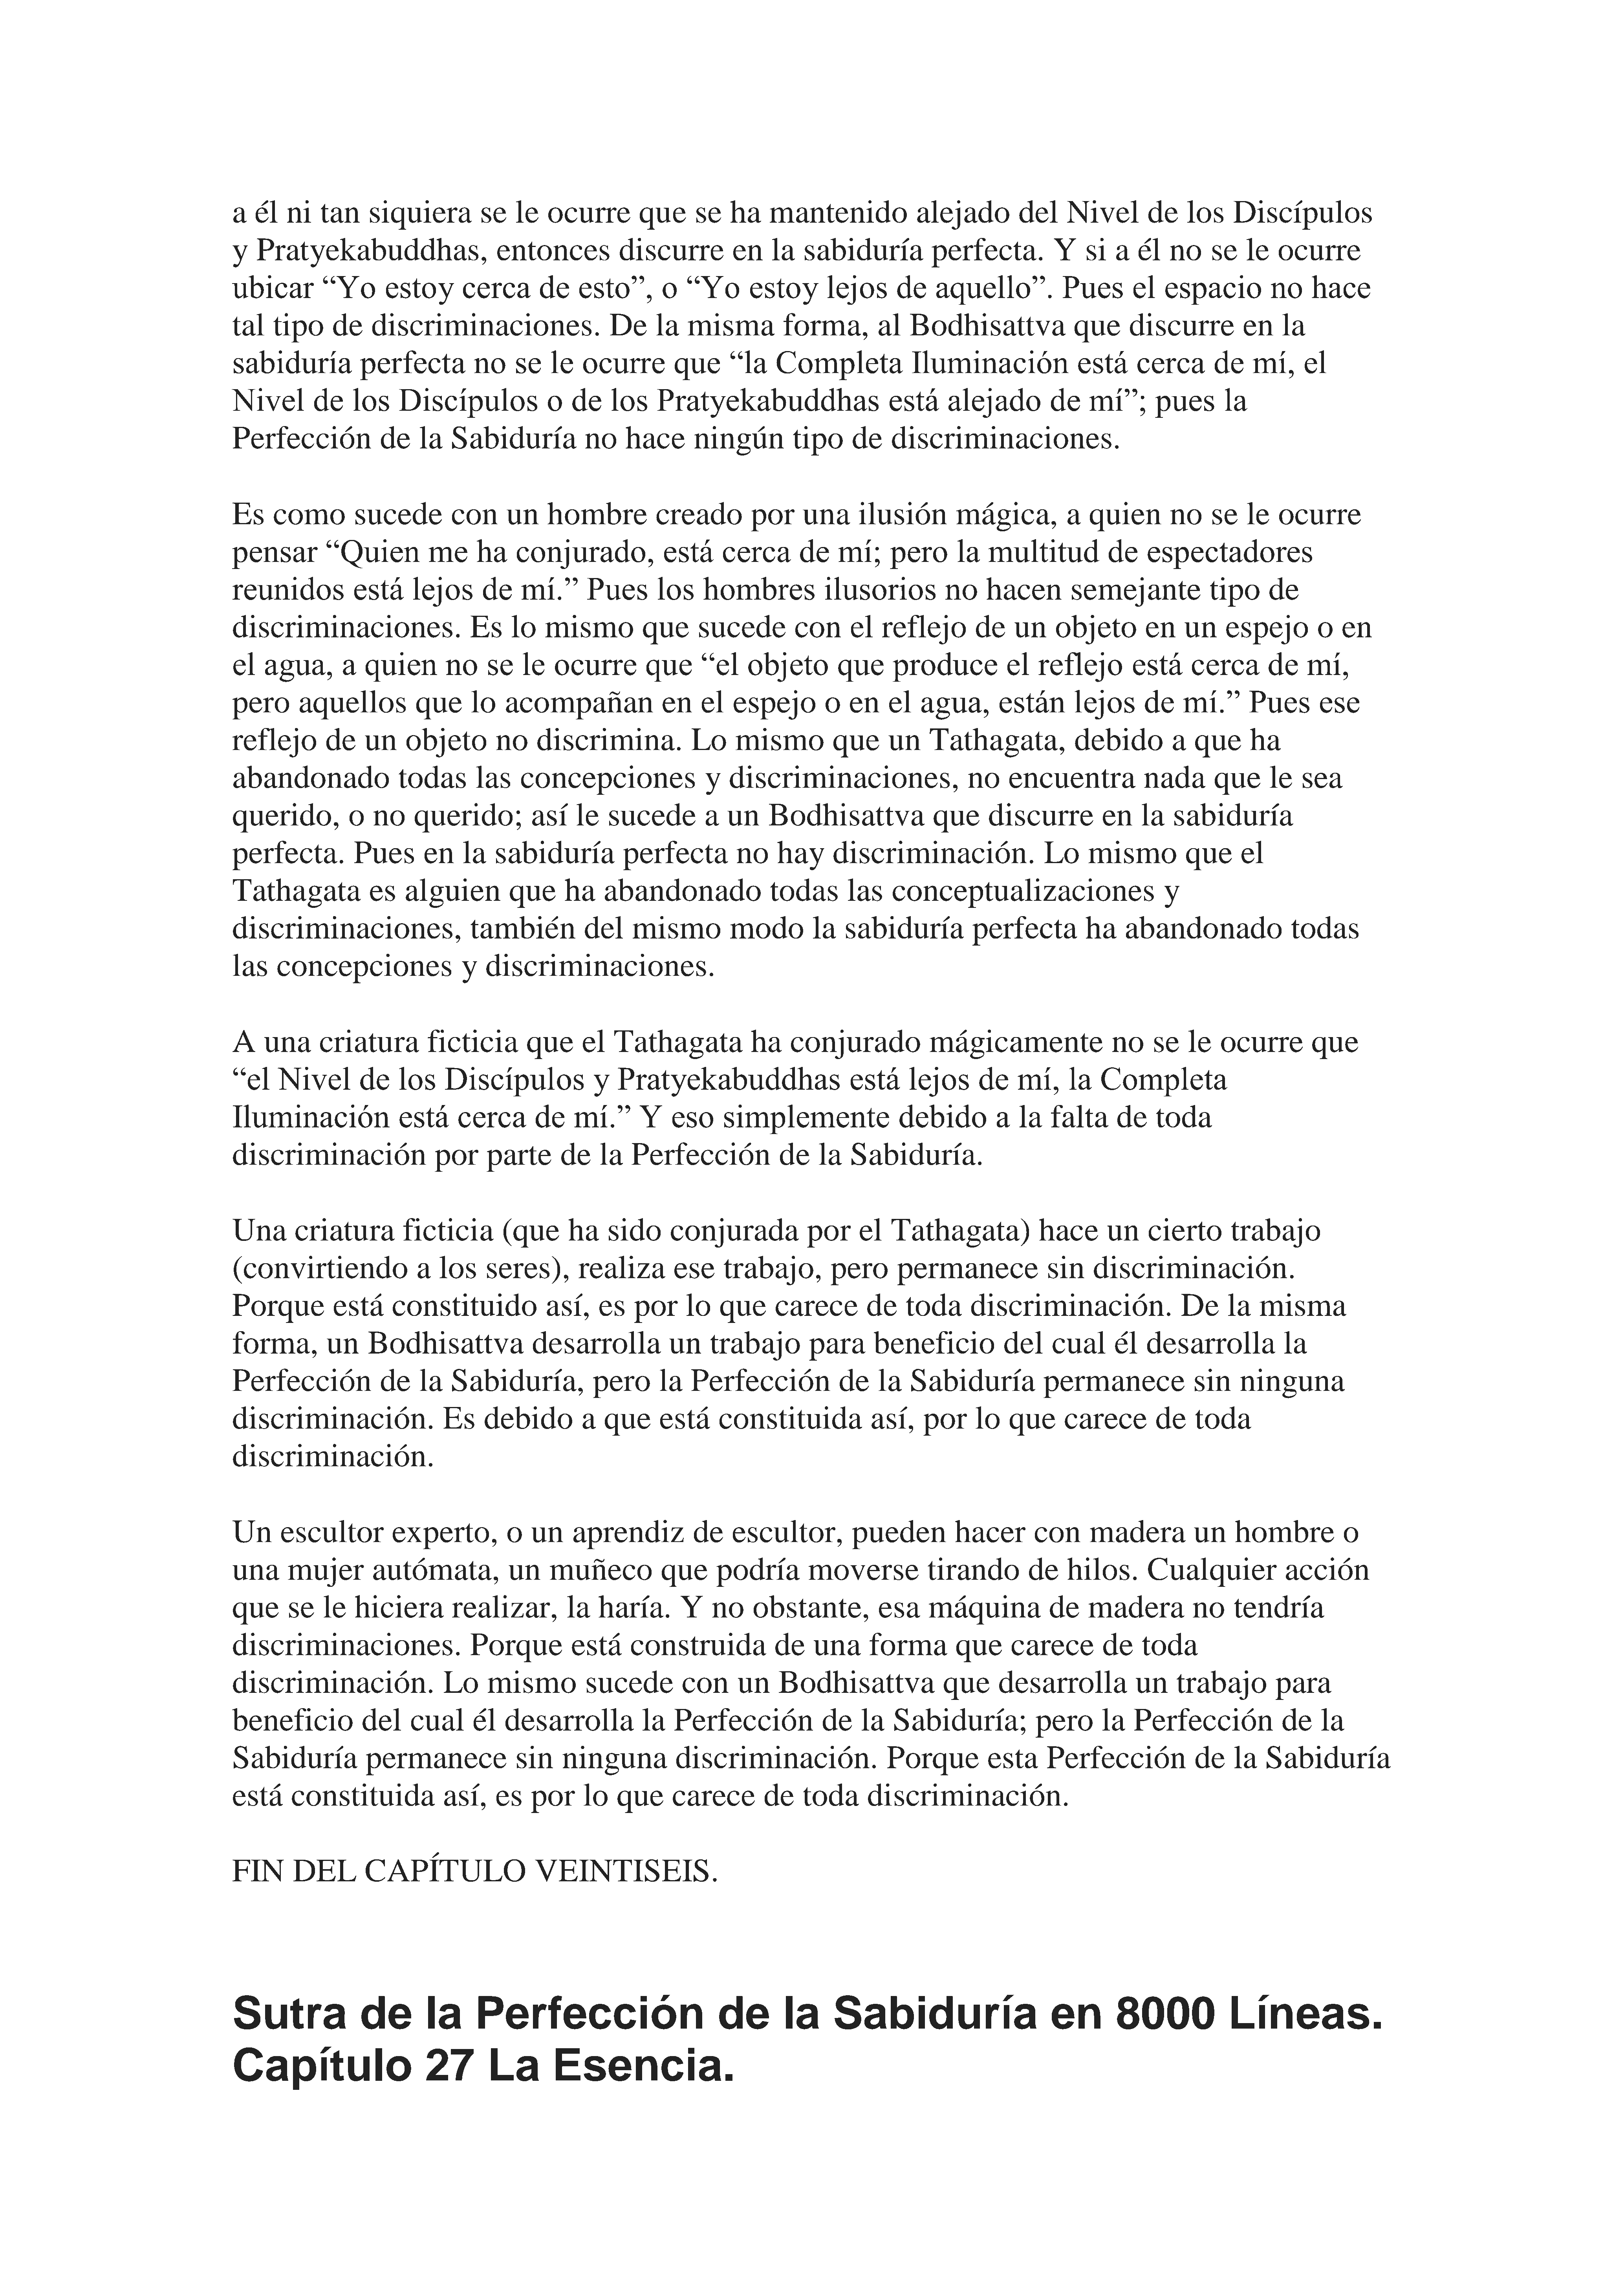 a él ni tan siquiera se le ocurre que se ha mantenido alejado del Nivel de los Discípulos
y Pratyekabuddhas, entonces discurre en la sabiduría perfecta. Y si a él no se le ocurre
ubicar “Yo estoy cerca de esto”, o “Yo estoy lejos de aquello”. Pues el espacio no hace
tal tipo de discriminaciones. De la misma forma, al Bodhisattva que discurre en la
sabiduría perfecta no se le ocurre que “la Completa Iluminación está cerca de mí, el
Nivel de los Discípulos o de los Pratyekabuddhas está alejado de mí”; pues la
Perfección de la Sabiduría no hace ningún tipo de discriminaciones.

Es como sucede con un hombre creado por una ilusión mágica, a quien no se le ocurre
pensar “Quien me ha conjurado, está cerca de mí; pero la multitud de espectadores
reunidos está lejos de mí.” Pues los hombres ilusorios no hacen semejante tipo de
discriminaciones. Es lo mismo que sucede con el reflejo de un objeto en un espejo o en
el agua, a quien no se le ocurre que “el objeto que produce el reflejo está cerca de mí,
pero aquellos que lo acompañan en el espejo o en el agua, están lejos de mí.” Pues ese
reflejo de un objeto no discrimina. Lo mismo que un Tathagata, debido a que ha
abandonado todas las concepciones y discriminaciones, no encuentra nada que le sea
querido, o no querido; así le sucede a un Bodhisattva que discurre en la sabiduría
perfecta. Pues en la sabiduría perfecta no hay discriminación. Lo mismo que el
Tathagata es alguien que ha abandonado todas las conceptualizaciones y
discriminaciones, también del mismo modo la sabiduría perfecta ha abandonado todas
las concepciones y discriminaciones.

A una criatura ficticia que el Tathagata ha conjurado mágicamente no se le ocurre que
“el Nivel de los Discípulos y Pratyekabuddhas está lejos de mí, la Completa
Iluminación está cerca de mí.” Y eso simplemente debido a la falta de toda
discriminación por parte de la Perfección de la Sabiduría.

Una criatura ficticia (que ha sido conjurada por el Tathagata) hace un cierto trabajo
(convirtiendo a los seres), realiza ese trabajo, pero permanece sin discriminación.
Porque está constituido así, es por lo que carece de toda discriminación. De la misma
forma, un Bodhisattva desarrolla un trabajo para beneficio del cual él desarrolla la
Perfección de la Sabiduría, pero la Perfección de la Sabiduría permanece sin ninguna
discriminación. Es debido a que está constituida así, por lo que carece de toda
discriminación.

Un escultor experto, o un aprendiz de escultor, pueden hacer con madera un hombre o
una mujer autómata, un muñeco que podría moverse tirando de hilos. Cualquier acción
que se le hiciera realizar, la haría. Y no obstante, esa máquina de madera no tendría
discriminaciones. Porque está construida de una forma que carece de toda
discriminación. Lo mismo sucede con un Bodhisattva que desarrolla un trabajo para
beneficio del cual él desarrolla la Perfección de la Sabiduría; pero la Perfección de la
Sabiduría permanece sin ninguna discriminación. Porque esta Perfección de la Sabiduría
está constituida así, es por lo que carece de toda discriminación.

FIN DEL CAPÍTULO VEINTISEIS.

Sutra de la Perfección de la Sabiduría en 8000 Líneas.
Capítulo 27 La Esencia.